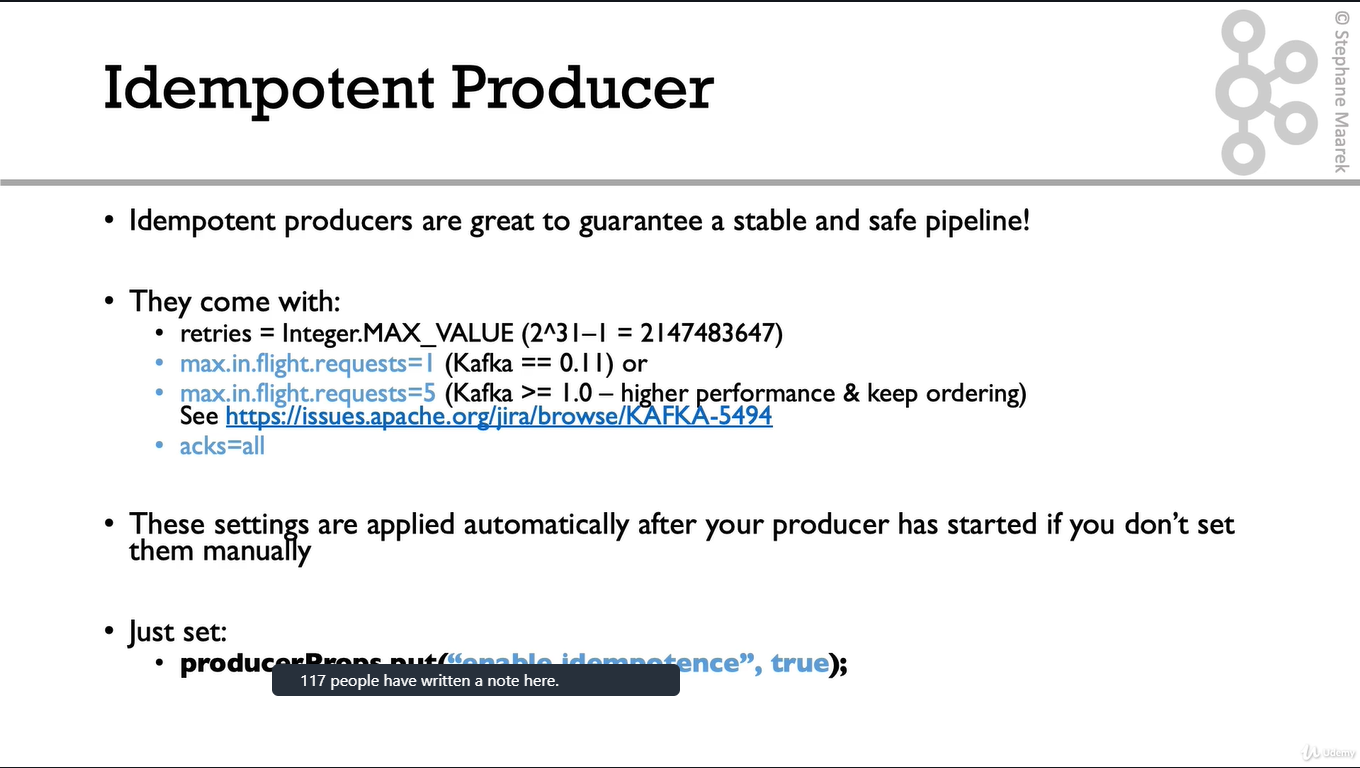 Idempotent Producer
© Stephane Maarek
• Idempotent producers are great to guarantee a stable and safe pipeline!
• They come with:
• retries = Integer.MAX_VALUE (2^31–1 = 2147483647)
• max.in.flight.requests=1 (Kafka == 0.11) or
• max.in.flight.requests=5 (Kafka >= 1.0 – higher performance & keep ordering)
See https://issues.apache.org/jira/browse/KAFKA-5494
• acks=all
• These settings are applied automatically after your producer has started if you don’t set
them manually
• Just set:
• producerProps.put(“enable.idempotence”, true);
117 people have written a note here.
Udemy